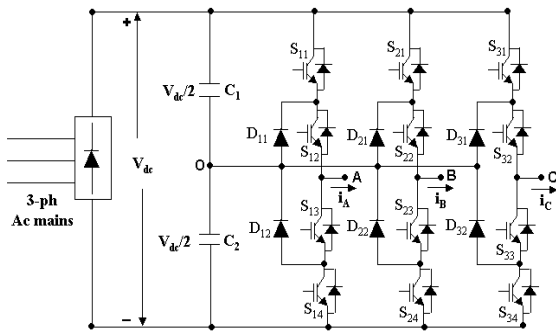 +
S11 S21 S31
Vdc/2 C1
D11 D21 D31
S12 S22 S32
Vdc
O
A B C
iA iB iC
3-ph
Ac mains
S13 S23
Vdc/2 C2
D12 D22 D32
S33
S14 S24 S34
−